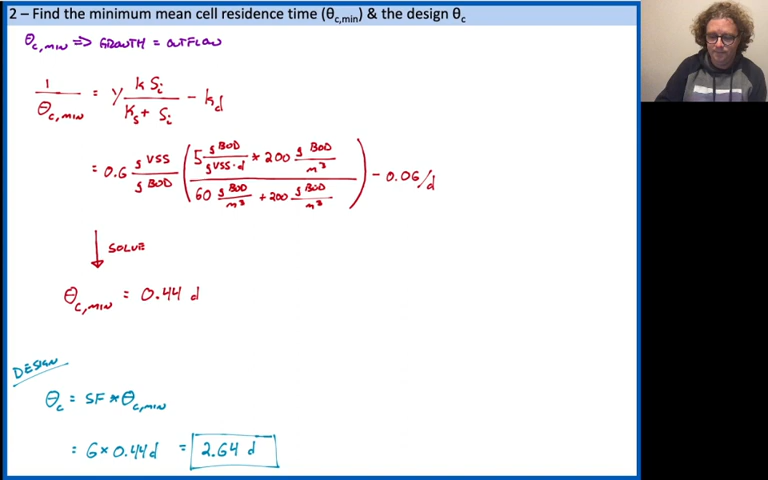 2 – Find the minimum mean cell residence time (θc,min) & the design θc
θc,MIN => GROWTH = OUTFLOW
1/θc,MIN = Y (k Si)/(Ks + Si) - kd
= 0.6 g VSS/g BOD ( (5 g BOD/g VSS·d * 200 g BOD/m³)/(60 g BOD/m³ + 200 g BOD/m³) ) - 0.06/d
↓ SOLVE
θc,MIN = 0.44 d
DESIGN
θc = SF * θc,MIN
= 6 × 0.44 d = 2.64 d